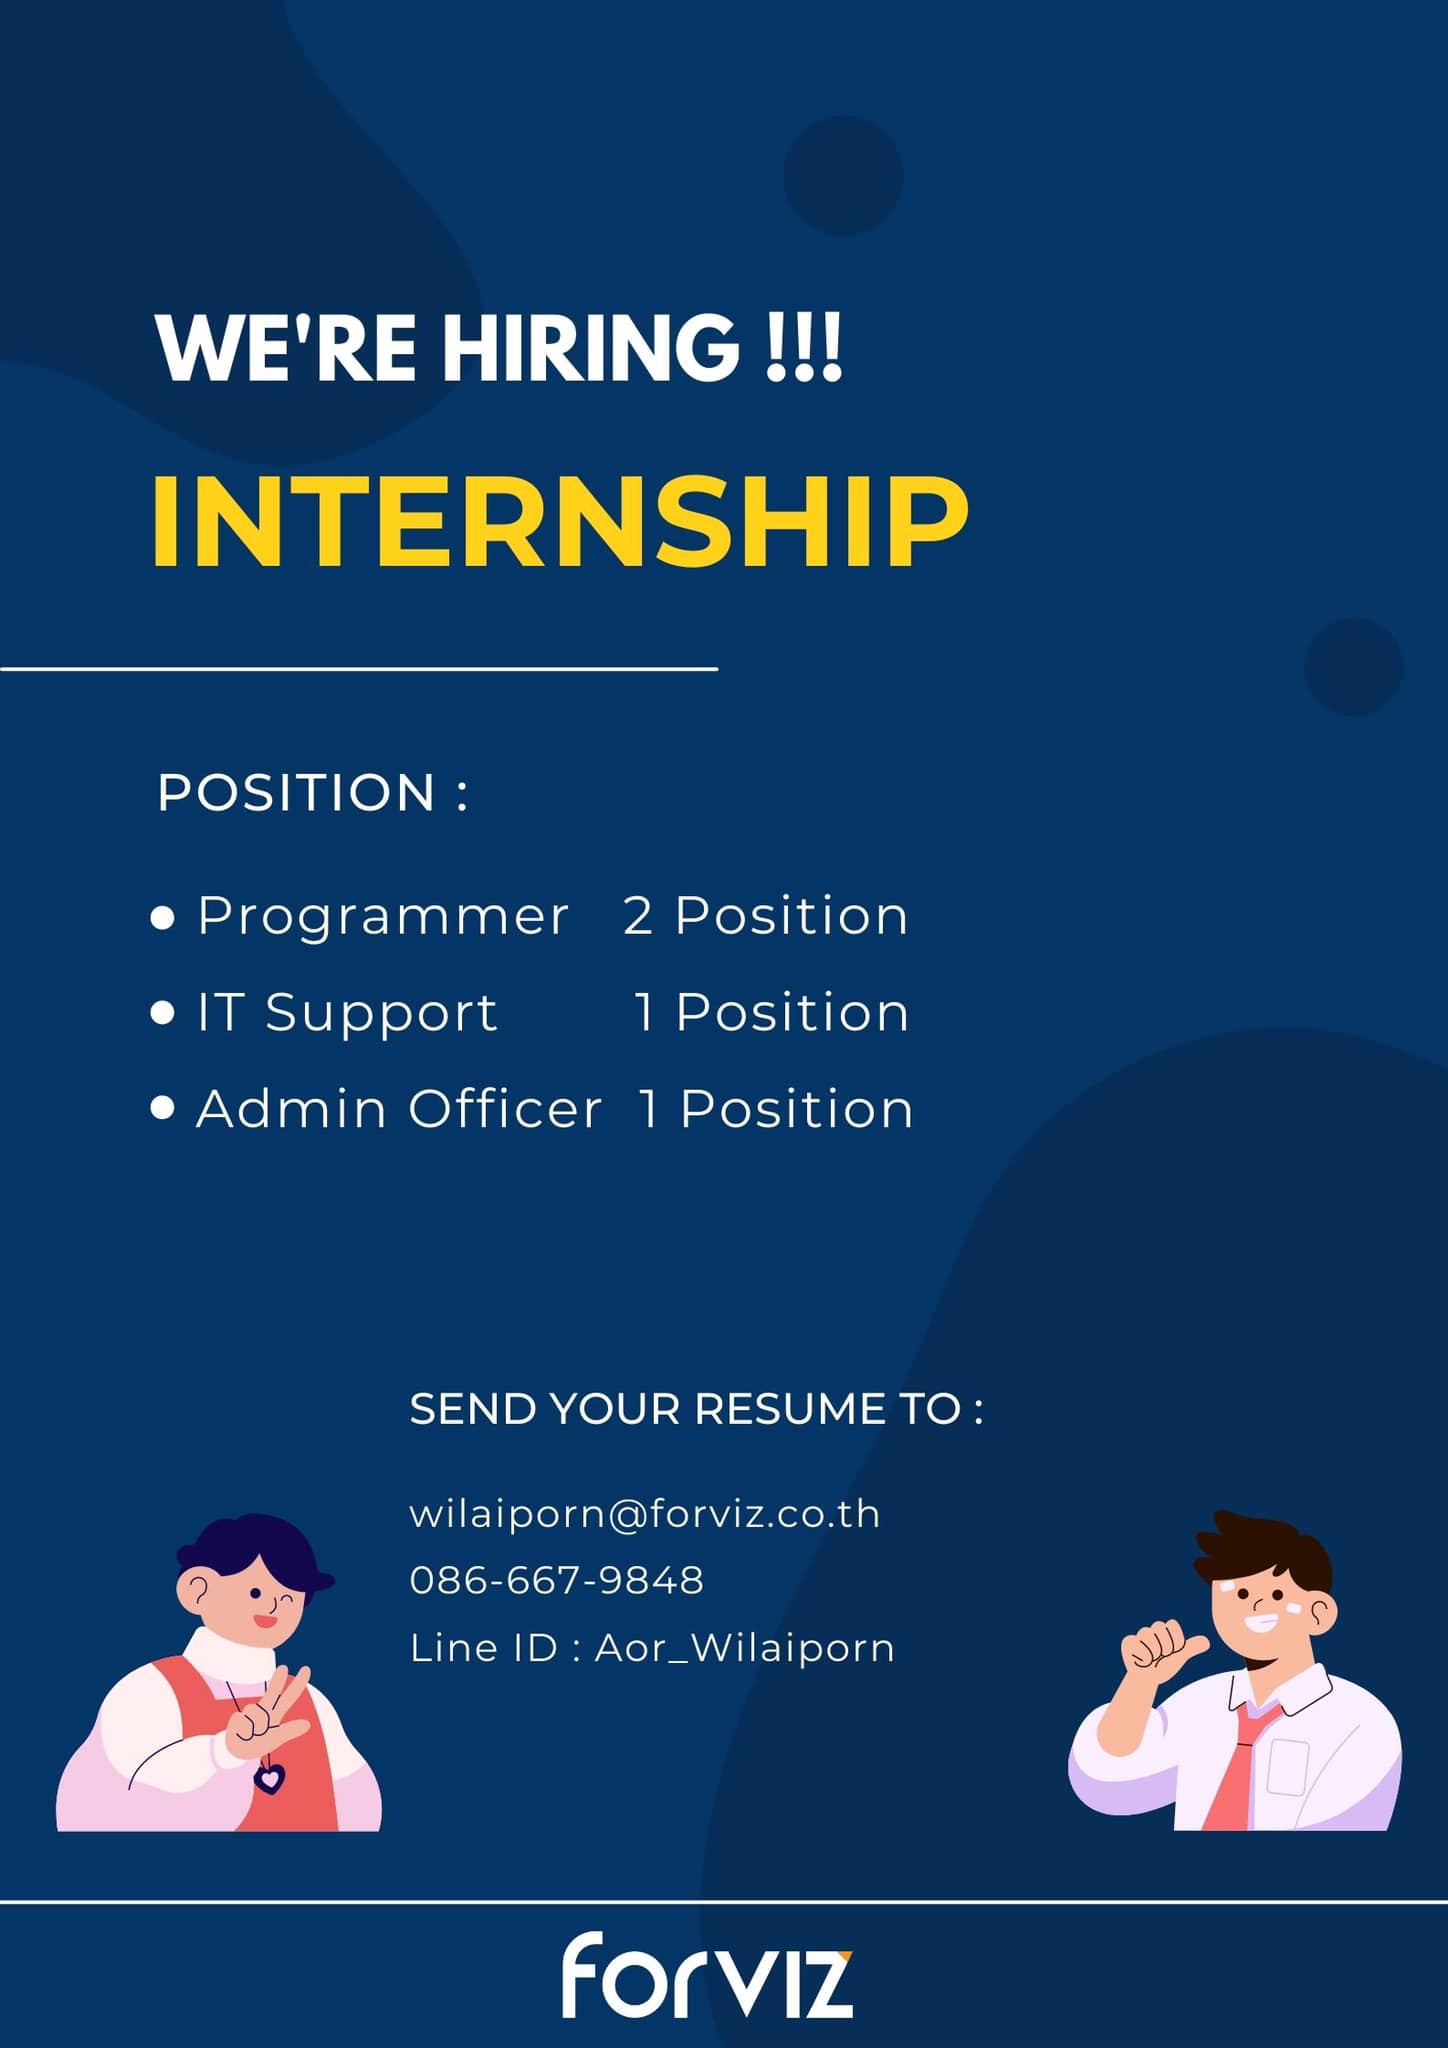 WE'RE HIRING !!!
INTERNSHIP
POSITION :
Programmer 2 Position
IT Support 1 Position
Admin Officer 1 Position
SEND YOUR RESUME TO :
wilaiporn@forviz.co.th
086-667-9848
Line ID : Aor_Wilaiporn
forviz